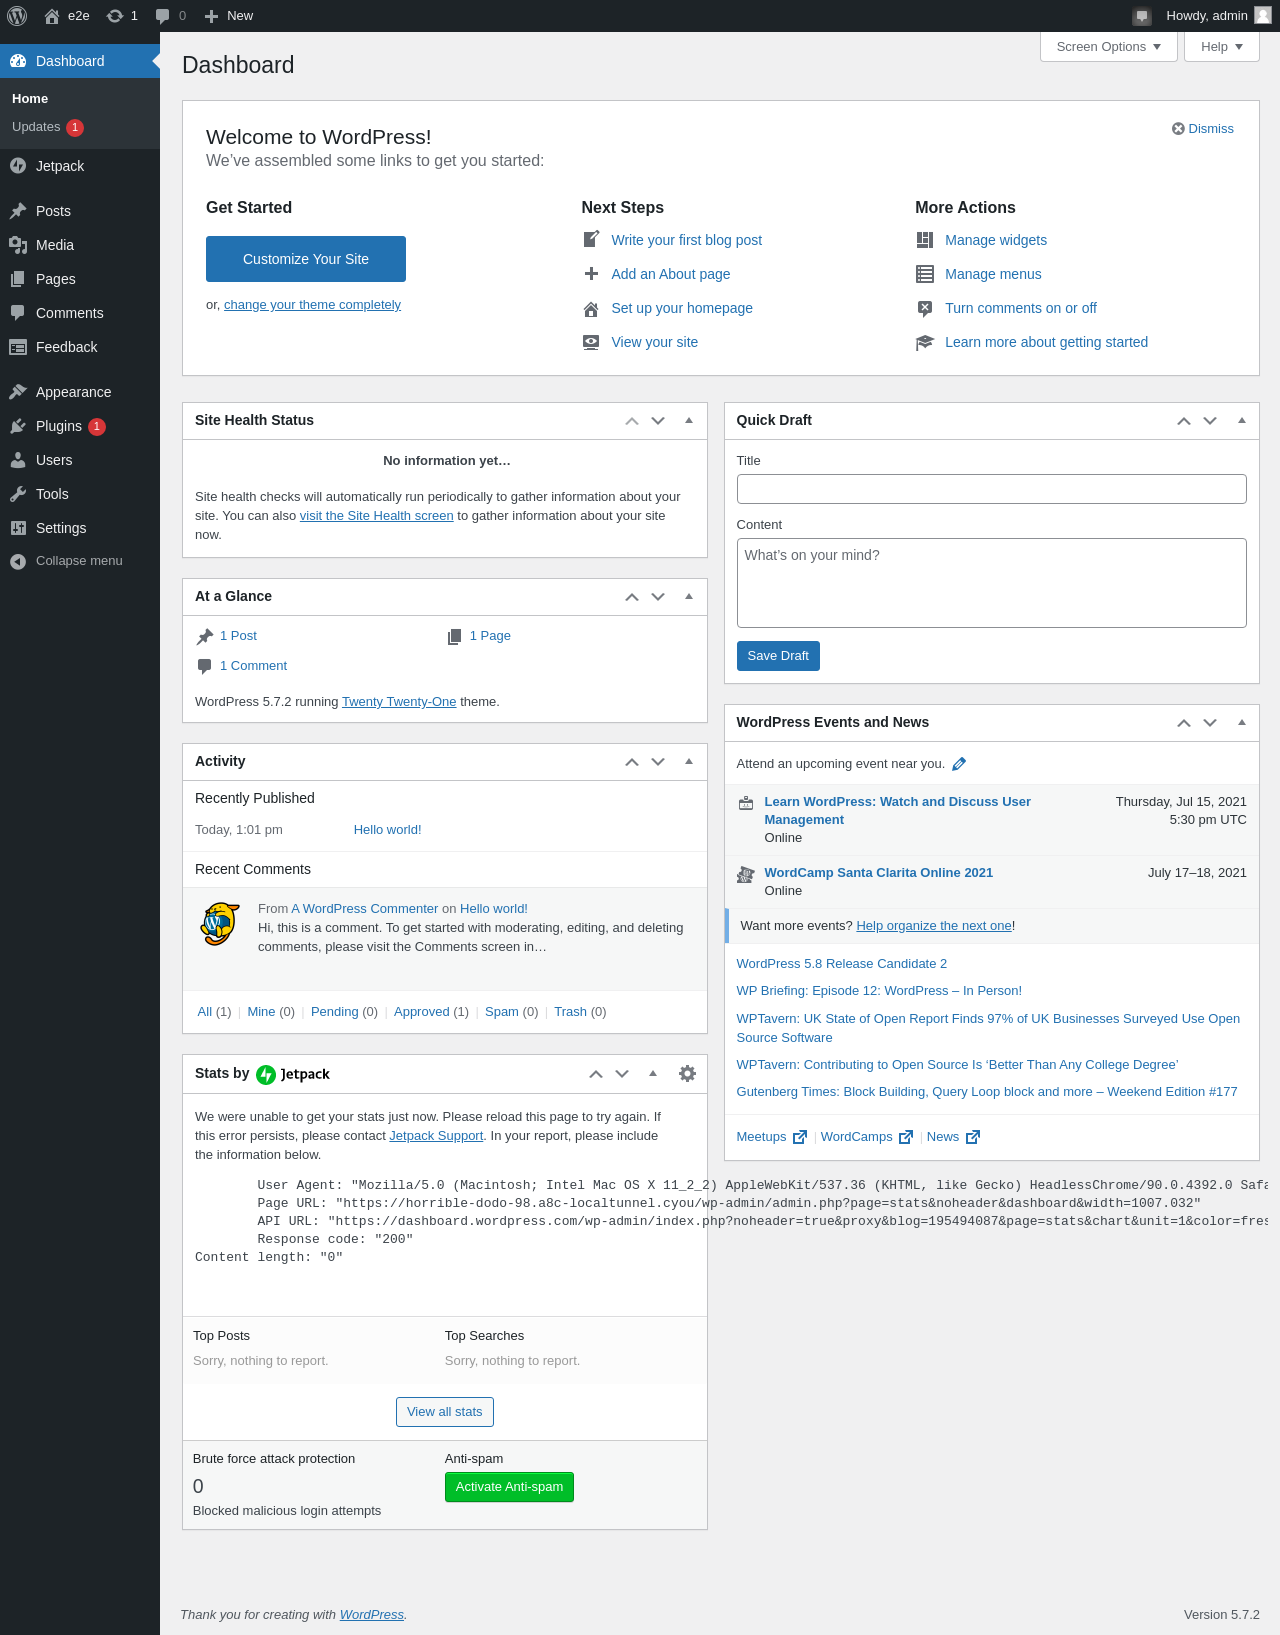 e2e 1 0 New Howdy, admin
Dashboard
Home
Updates 1
Jetpack
Posts
Media
Pages
Comments
Feedback
Appearance
Plugins 1
Users
Tools
Settings
Collapse menu
Screen Options Help
Dashboard
Welcome to WordPress!
Dismiss
We’ve assembled some links to get you started:
Get Started
Customize Your Site
or, change your theme completely
Next Steps
Write your first blog post
Add an About page
Set up your homepage
View your site
More Actions
Manage widgets
Manage menus
Turn comments on or off
Learn more about getting started
Site Health Status
No information yet…
Site health checks will automatically run periodically to gather information about your
site. You can also visit the Site Health screen to gather information about your site
now.
At a Glance
1 Post 1 Page
1 Comment
WordPress 5.7.2 running Twenty Twenty-One theme.
Activity
Recently Published
Today, 1:01 pm Hello world!
Recent Comments
From A WordPress Commenter on Hello world!
Hi, this is a comment. To get started with moderating, editing, and deleting
comments, please visit the Comments screen in…
All (1) | Mine (0) | Pending (0) | Approved (1) | Spam (0) | Trash (0)
Stats by Jetpack
We were unable to get your stats just now. Please reload this page to try again. If
this error persists, please contact Jetpack Support. In your report, please include
the information below.
User Agent: "Mozilla/5.0 (Macintosh; Intel Mac OS X 11_2_2) AppleWebKit/537.36 (KHTML, like Gecko) HeadlessChrome/90.0.4392.0 Safa
Page URL: "https://horrible-dodo-98.a8c-localtunnel.cyou/wp-admin/admin.php?page=stats&noheader&dashboard&width=1007.032"
API URL: "https://dashboard.wordpress.com/wp-admin/index.php?noheader=true&proxy&blog=195494087&page=stats&chart&unit=1&color=fres
Response code: "200"
Content length: "0"
Top Posts
Sorry, nothing to report.
Top Searches
Sorry, nothing to report.
View all stats
Brute force attack protection
0
Blocked malicious login attempts
Anti-spam
Activate Anti-spam
Quick Draft
Title
Content
What’s on your mind?
Save Draft
WordPress Events and News
Attend an upcoming event near you.
Learn WordPress: Watch and Discuss User
Management
Online
Thursday, Jul 15, 2021
5:30 pm UTC
WordCamp Santa Clarita Online 2021
Online
July 17–18, 2021
Want more events? Help organize the next one!
WordPress 5.8 Release Candidate 2
WP Briefing: Episode 12: WordPress – In Person!
WPTavern: UK State of Open Report Finds 97% of UK Businesses Surveyed Use Open
Source Software
WPTavern: Contributing to Open Source Is ‘Better Than Any College Degree’
Gutenberg Times: Block Building, Query Loop block and more – Weekend Edition #177
Meetups | WordCamps | News
Thank you for creating with WordPress.
Version 5.7.2